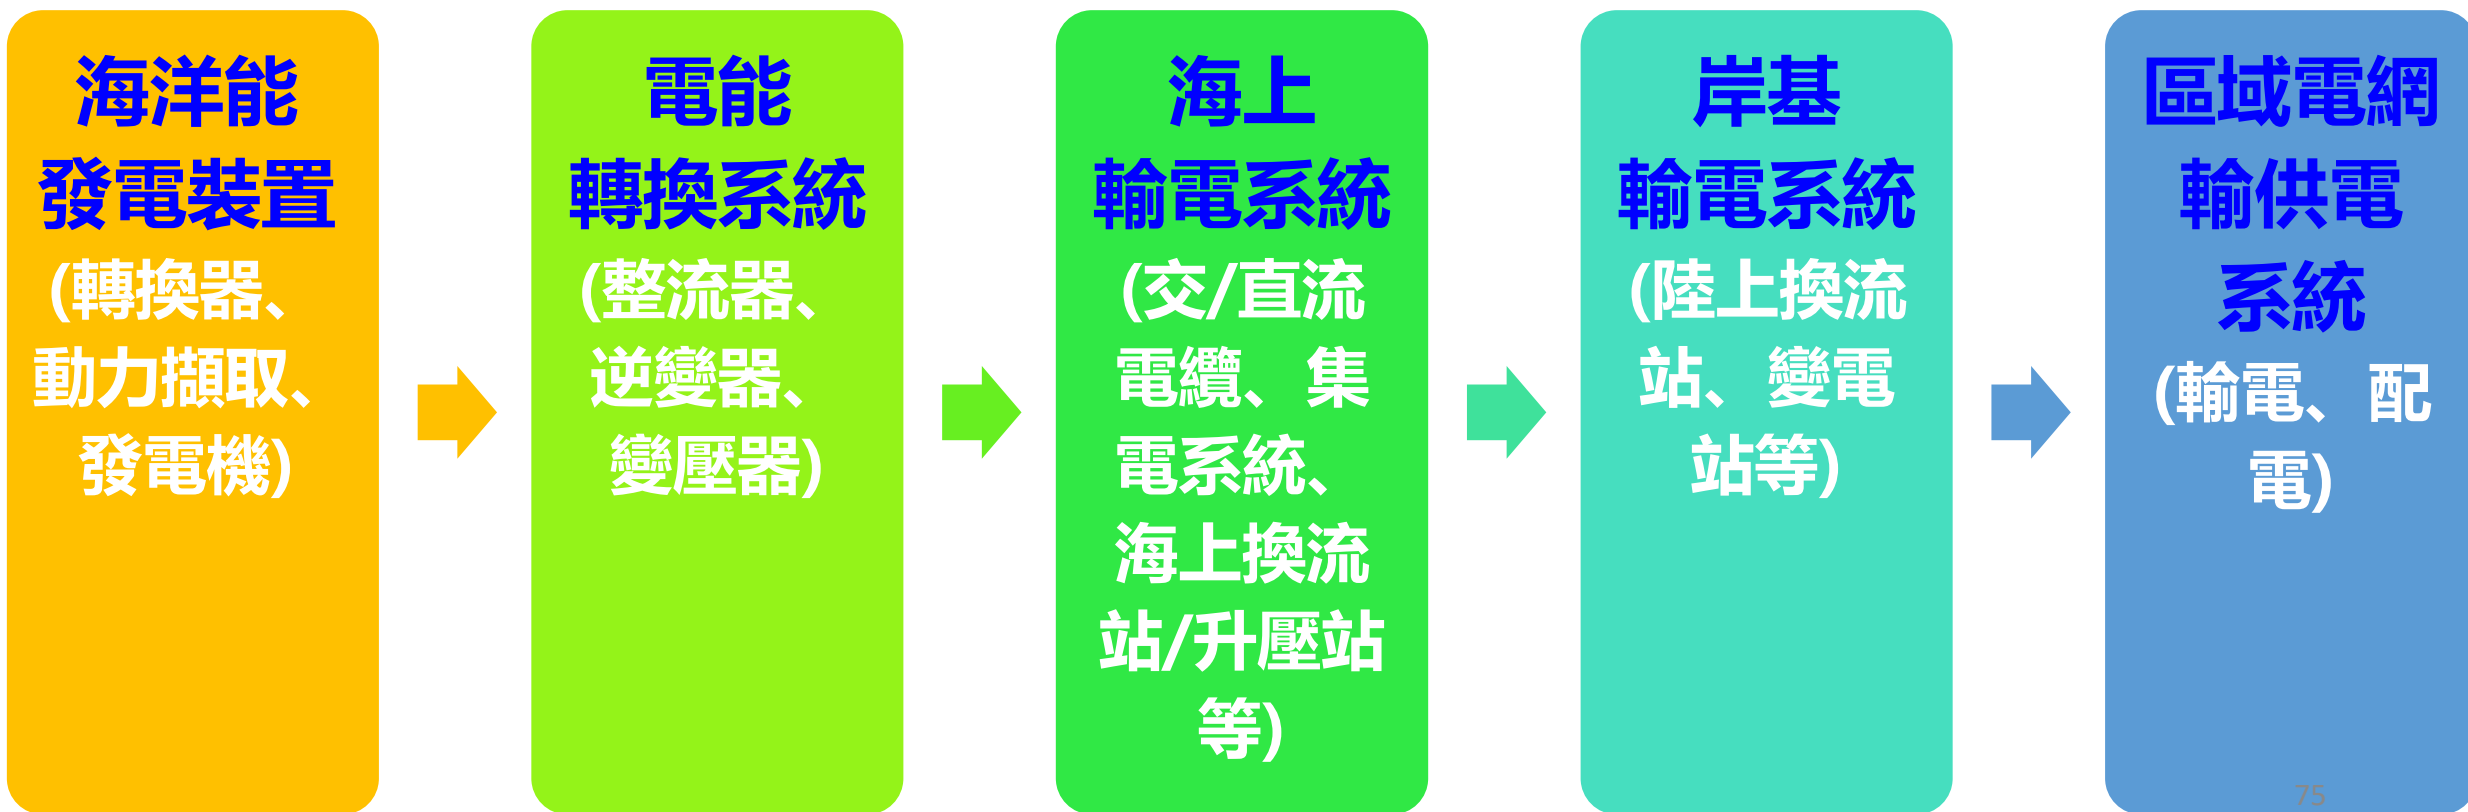 海洋能
發電裝置
(轉換器、
動力擷取、
發電機)
電能
轉換系統
(整流器、
逆變器、
變壓器)
海上
輸電系統
(交/直流
電纜、集
電系統、
海上換流
站/升壓站
等)
岸基
輸電系統
(陸上換流
站、變電
站等)
區域電網
輸供電
系統
(輸電、配
電)
75